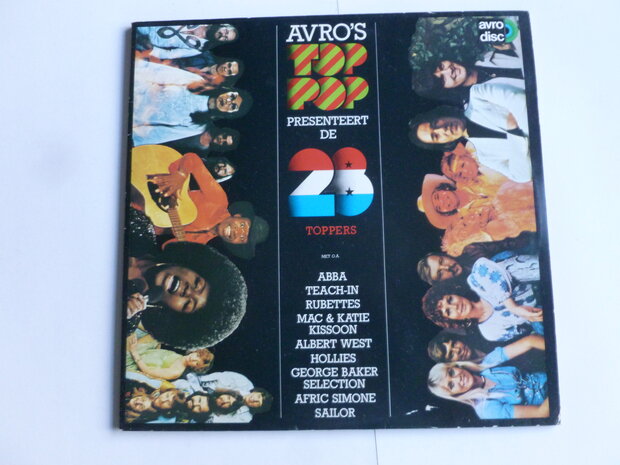 AVRO'S
TOP
POP
PRESENTEERT
DE
28
TOPPERS
MET O.A.
ABBA
TEACH-IN
RUBETTES
MAC & KATIE
KISSOON
ALBERT WEST
HOLLIES
GEORGE BAKER
SELECTION
AFRIC SIMONE
SAILOR
avro
disc